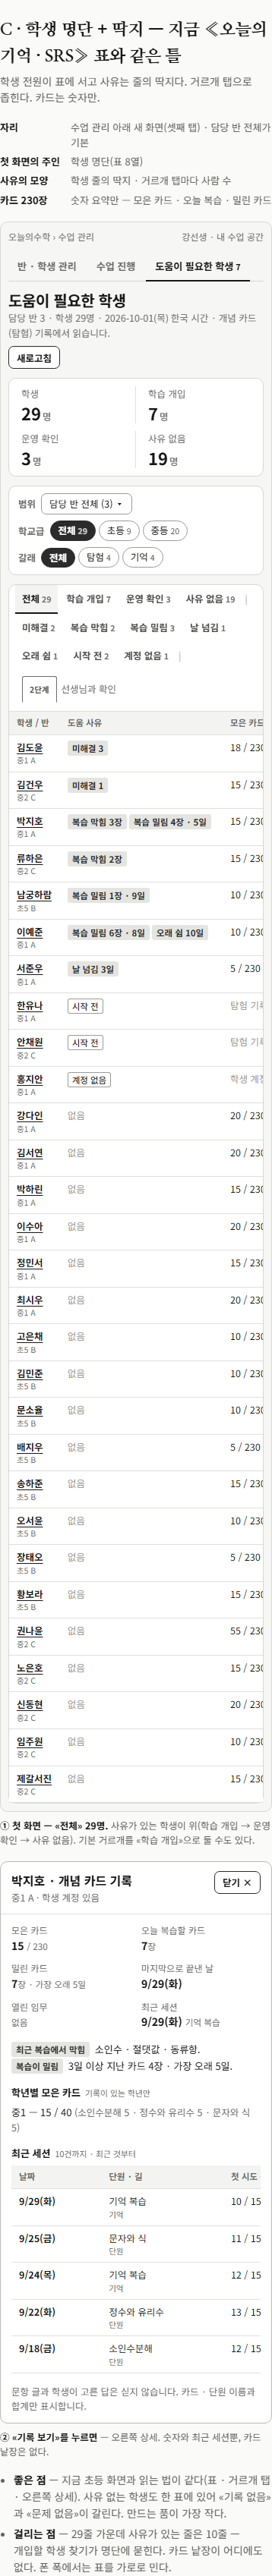 C · 학생 명단 + 딱지 — 지금 《오늘의
기억 · SRS》 표와 같은 틀
학생 전원이 표에 서고 사유는 줄의 딱지다. 거르개 탭으로
좁힌다. 카드는 숫자만.
자리 수업 관리 아래 새 화면(셋째 탭) · 담당 반 전체가
기본
첫 화면의 주인 학생 명단(표 8열)
사유의 모양 학생 줄의 딱지 · 거르개 탭마다 사람 수
카드 230장 숫자 요약만 — 모은 카드 · 오늘 복습 · 밀린 카드
오늘의수학 › 수업 관리 강선생 · 내 수업 공간
반 · 학생 관리 수업 진행 도움이 필요한 학생 7
도움이 필요한 학생
담당 반 3 · 학생 29명 · 2026-10-01(목) 한국 시간 · 개념 카드
(탐험) 기록에서 읽습니다.
새로고침
학생 학습 개입
29명 7명
운영 확인 사유 없음
3명 19명
범위 담당 반 전체 (3)
학교급 전체 29 초등 9 중등 20
갈래 전체 탐험 4 기억 4
전체 29 학습 개입 7 운영 확인 3 사유 없음 19 |
미해결 2 복습 막힘 2 복습 밀림 3 날 넘김 1
오래 쉼 1 시작 전 2 계정 없음 1 |
2단계 선생님과 확인
학생 / 반 도움 사유 모은 카드
김도윤 미해결 3 18 / 230
중1 A
김건우 미해결 1 15 / 230
중2 C
박지호 복습 막힘 3장 복습 밀림 4장 · 5일 15 / 230
중1 A
류하은 복습 막힘 2장 15 / 230
중2 C
남궁하람 복습 밀림 1장 · 9일 10 / 230
초5 B
이예준 복습 밀림 6장 · 8일 오래 쉼 10일 10 / 230
중1 A
서준우 날 넘김 3일 5 / 230
중1 A
한유나 시작 전 탐험 기록
중1 A
안채원 시작 전 탐험 기록
중2 C
홍지안 계정 없음 학생 계정
중1 A
강다인 없음 20 / 230
중1 A
김서연 없음 20 / 230
중1 A
박하린 없음 15 / 230
중1 A
이수아 없음 20 / 230
중1 A
정민서 없음 15 / 230
중1 A
최시우 없음 20 / 230
중1 A
고은채 없음 10 / 230
초5 B
김민준 없음 10 / 230
초5 B
문소율 없음 10 / 230
초5 B
배지우 없음 5 / 230
초5 B
송하준 없음 15 / 230
초5 B
오서윤 없음 10 / 230
초5 B
장태오 없음 5 / 230
초5 B
황보라 없음 15 / 230
초5 B
권나윤 없음 55 / 230
중2 C
노은호 없음 15 / 230
중2 C
신동현 없음 20 / 230
중2 C
임주원 없음 10 / 230
중2 C
제갈서진 없음 15 / 230
중2 C
① 첫 화면 — «전체» 29명. 사유가 있는 학생이 위(학습 개입 → 운영
확인 → 사유 없음). 기본 거르개를 «학습 개입»으로 둘 수도 있다.
박지호 · 개념 카드 기록 닫기 ×
중1 A · 학생 계정 있음
모은 카드 오늘 복습할 카드
15 / 230 7장
밀린 카드 마지막으로 끝낸 날
7장 · 가장 오래 5일 9/29(화)
열린 임무 최근 세션
없음 9/29(화) 기억 복습
최근 복습에서 막힘 소인수 · 절댓값 · 동류항.
복습이 밀림 3일 이상 지난 카드 4장 · 가장 오래 5일.
학년별 모은 카드 기록이 있는 학년만
중1 — 15 / 40 (소인수분해 5 · 정수와 유리수 5 · 문자와 식
5)
최근 세션 10건까지 · 최근 것부터
날짜 단원 · 길 첫 시도
9/29(화) 기억 복습 10 / 15
기억
9/25(금) 문자와 식 11 / 15
단원
9/24(목) 기억 복습 12 / 15
기억
9/22(화) 정수와 유리수 13 / 15
단원
9/18(금) 소인수분해 12 / 15
단원
문항 글과 학생이 고른 답은 싣지 않습니다. 카드 · 단원 이름과
합계만 표시합니다.
② «기록 보기»를 누르면 — 오른쪽 상세. 숫자와 최근 세션뿐, 카드
낱장은 없다.
• 좋은 점 — 지금 초등 화면과 읽는 법이 같다(표 · 거르개 탭
· 오른쪽 상세). 사유 없는 학생도 한 표에 있어 «기록 없음»
과 «문제 없음»이 갈린다. 만드는 품이 가장 작다.
• 걸리는 점 — 29줄 가운데 사유가 있는 줄은 10줄 —
개입할 학생 찾기가 명단에 묻힌다. 카드 낱장이 어디에도
없다. 폰 폭에서는 표를 가로로 민다.